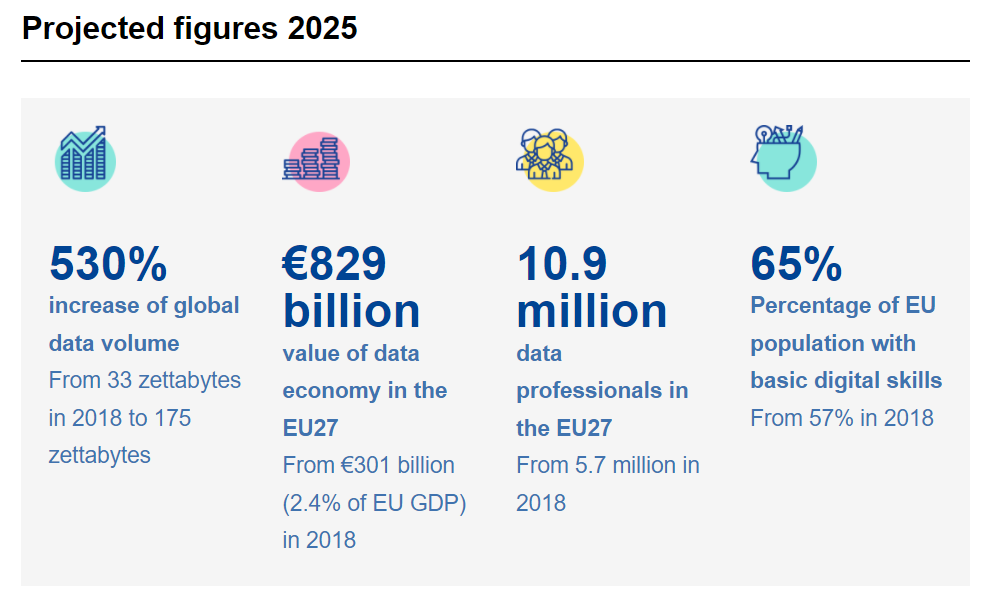 Projected figures 2025
530%
increase of global
data volume
From 33 zettabytes
in 2018 to 175
zettabytes
€829
billion
value of data
economy in the
EU27
From €301 billion
(2.4% of EU GDP)
in 2018
10.9
million
data
professionals in
the EU27
From 5.7 million in
2018
65%
Percentage of EU
population with
basic digital skills
From 57% in 2018